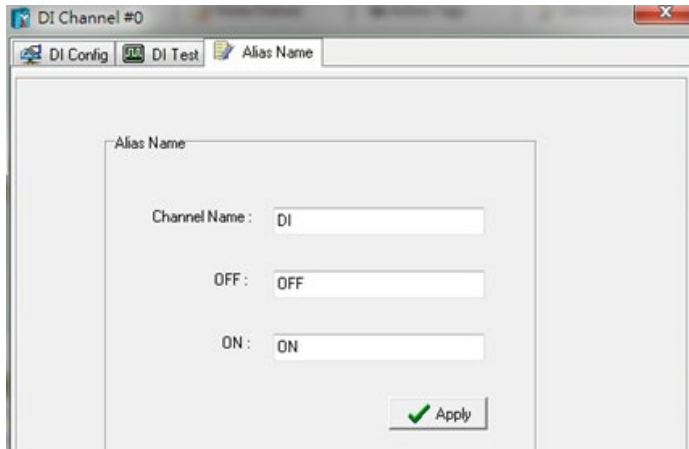 DI Channel #0
DI Config DI Test Alias Name
Alias Name
Channel Name : DI
OFF : OFF
ON : ON
Apply